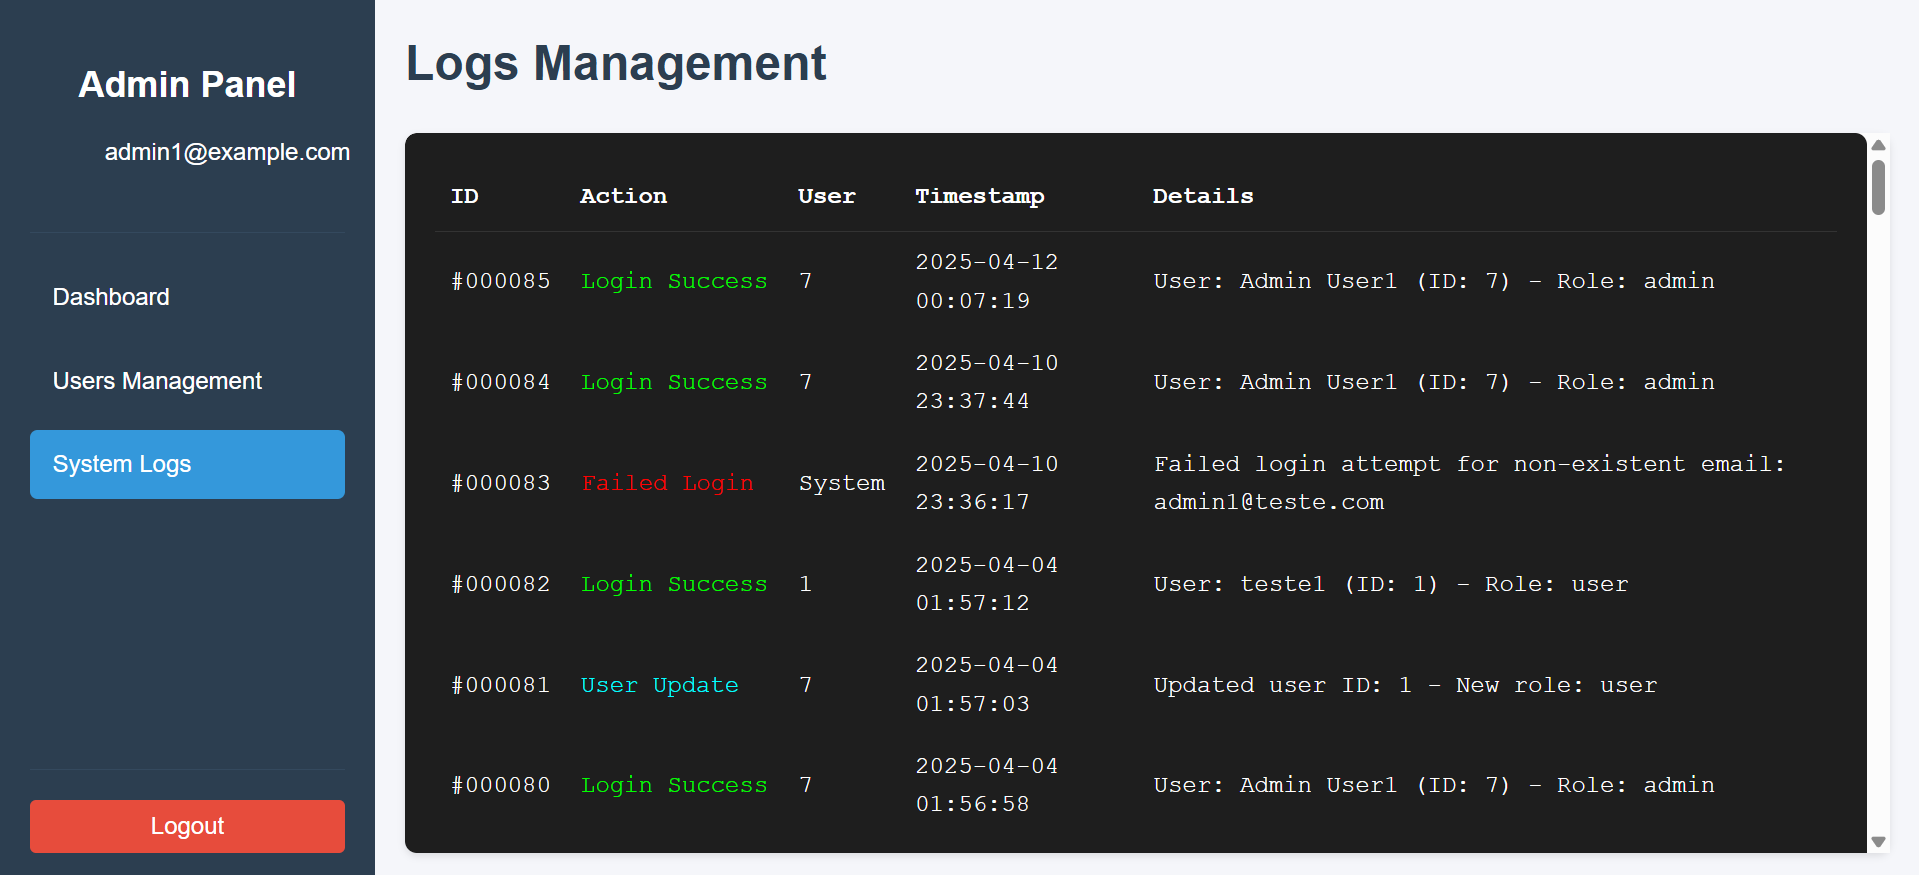 Admin Panel
admin1@example.com
Dashboard
Users Management
System Logs
Logout
Logs Management
ID Action User Timestamp Details
#000085 Login Success 7 2025-04-12 00:07:19 User: Admin User1 (ID: 7) - Role: admin
#000084 Login Success 7 2025-04-10 23:37:44 User: Admin User1 (ID: 7) - Role: admin
#000083 Failed Login System 2025-04-10 23:36:17 Failed login attempt for non-existent email: admin1@teste.com
#000082 Login Success 1 2025-04-04 01:57:12 User: teste1 (ID: 1) - Role: user
#000081 User Update 7 2025-04-04 01:57:03 Updated user ID: 1 - New role: user
#000080 Login Success 7 2025-04-04 01:56:58 User: Admin User1 (ID: 7) - Role: admin